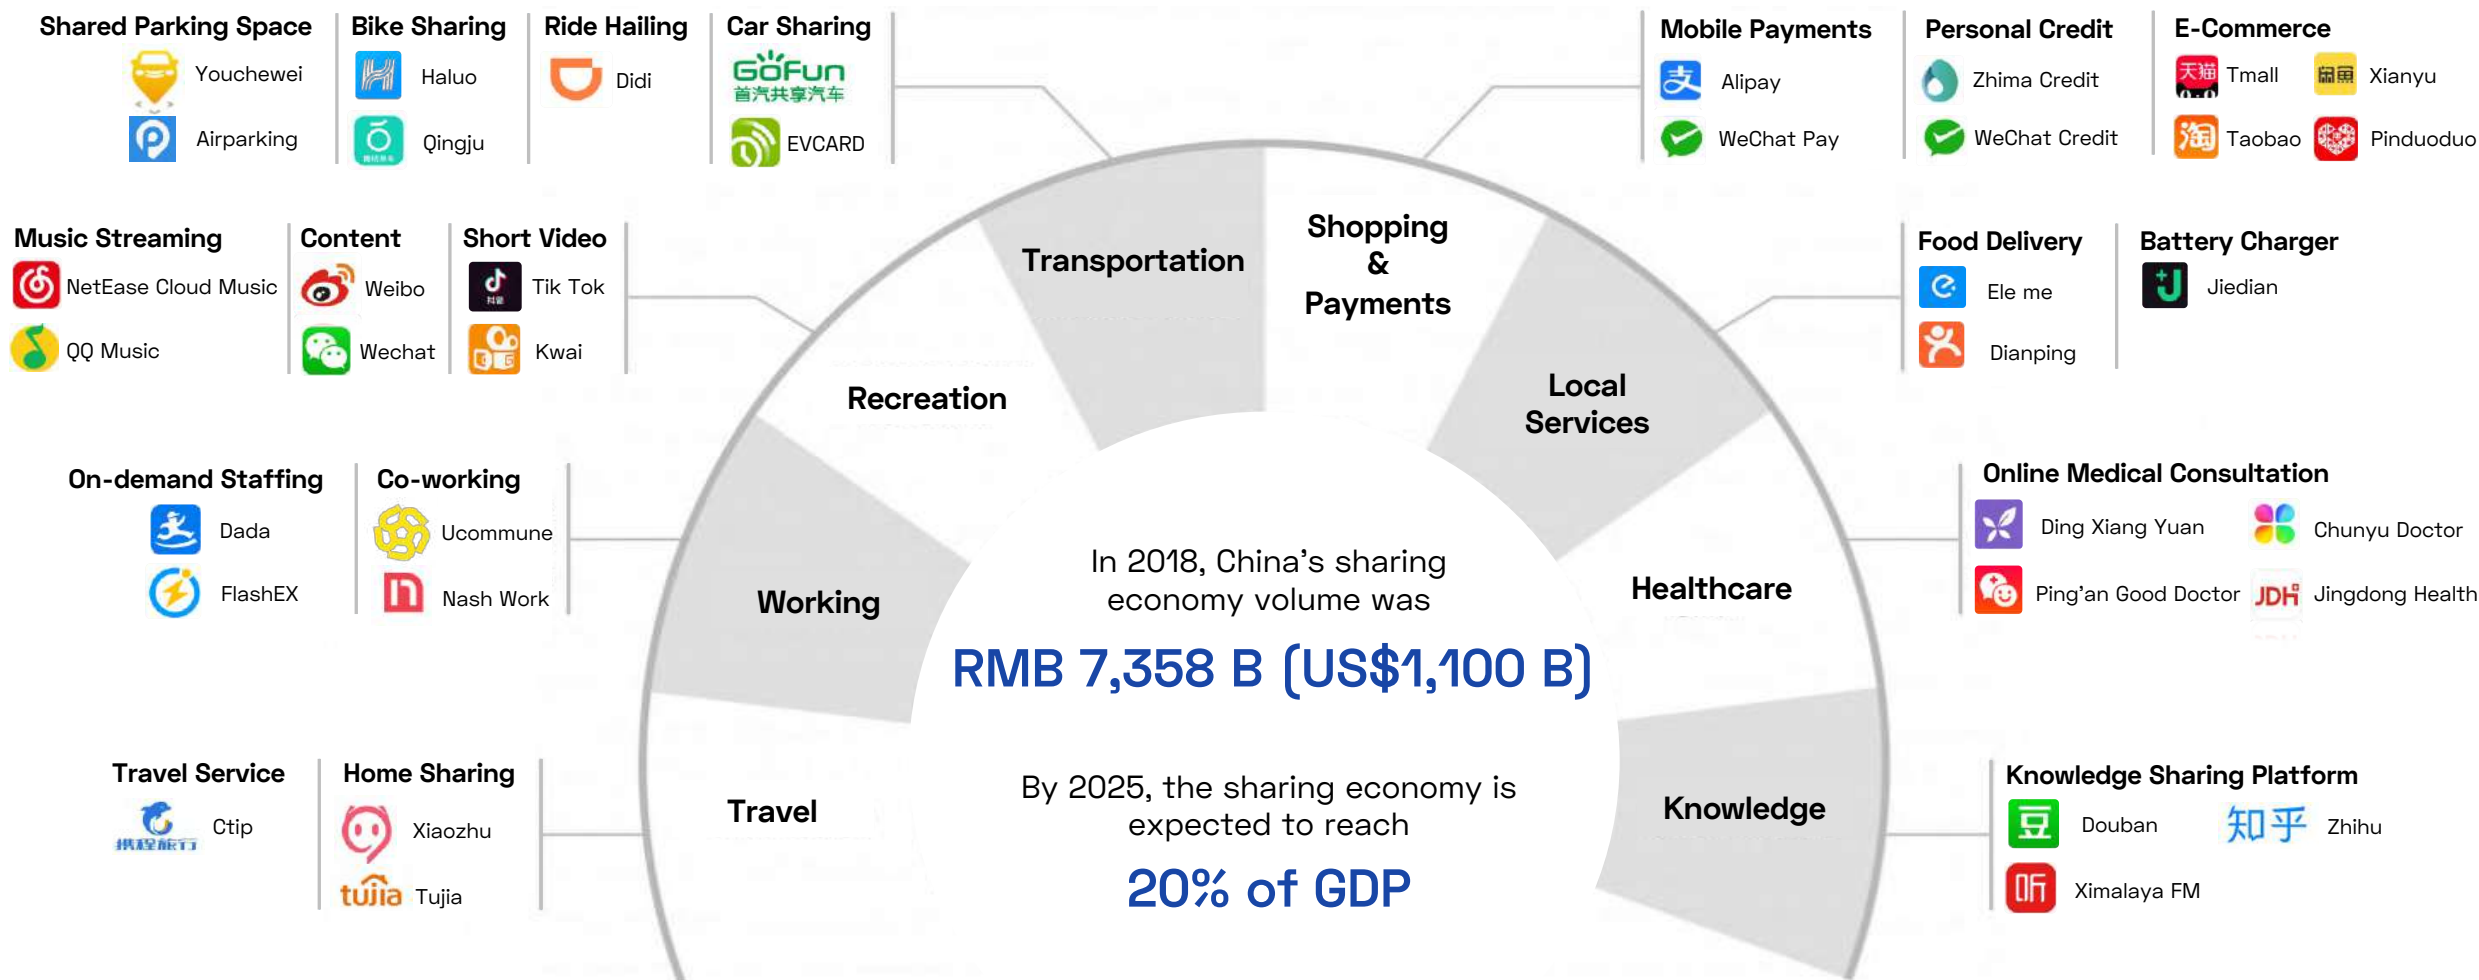 Shared Parking Space
Youchewei
Airparking
Bike Sharing
Haluo
Qingju
Ride Hailing
Didi
Car Sharing
GoFun
首汽共享汽车
EVCARD
Mobile Payments
支
Alipay
WeChat Pay
Personal Credit
Zhima Credit
WeChat Credit
E-Commerce
天猫
Tmall
闲鱼
Xianyu
淘
Taobao
Pinduoduo
Music Streaming
NetEase Cloud Music
QQ Music
Content
Weibo
Wechat
Short Video
Tik Tok
Kwai
Transportation
Shopping
&
Payments
Food Delivery
Ele me
Dianping
Battery Charger
Jiedian
Recreation
Local
Services
On-demand Staffing
Dada
FlashEX
Co-working
Ucommune
Nash Work
Working
Healthcare
Online Medical Consultation
Ding Xiang Yuan
Chunyu Doctor
Ping'an Good Doctor
JDH
Jingdong Health
In 2018, China's sharing
economy volume was
RMB 7,358 B (US$1,100 B)
By 2025, the sharing economy is
expected to reach
20% of GDP
Travel Service
携程旅行
Ctip
Home Sharing
Xiaozhu
tujia
Tujia
Travel
Knowledge
Knowledge Sharing Platform
豆
Douban
知乎
Zhihu
听
Ximalaya FM